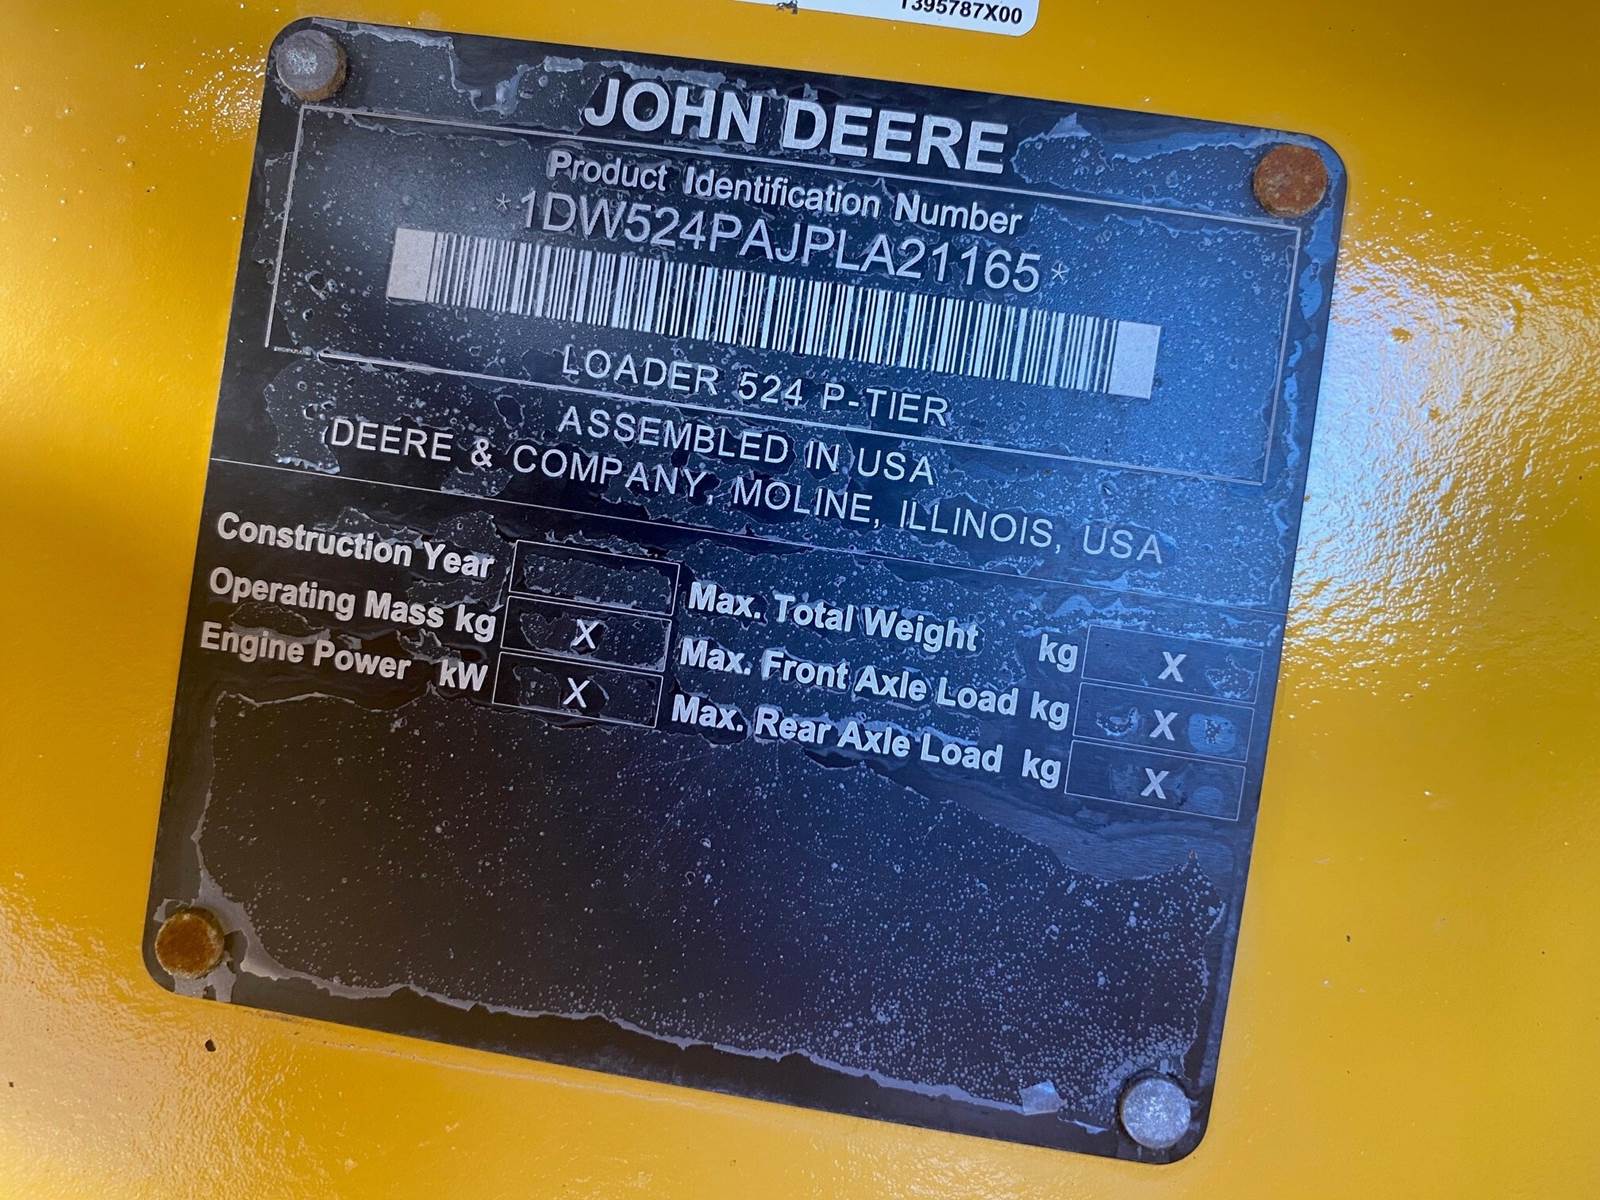 T395787X00
JOHN DEERE
Product Identification Number
*1DW524PAJPLA21165*
LOADER 524 P-TIER
ASSEMBLED IN USA
DEERE & COMPANY, MOLINE, ILLINOIS, USA
Construction Year
Operating Mass kg X
Engine Power kW X
Max. Total Weight kg X
Max. Front Axle Load kg X
Max. Rear Axle Load kg X